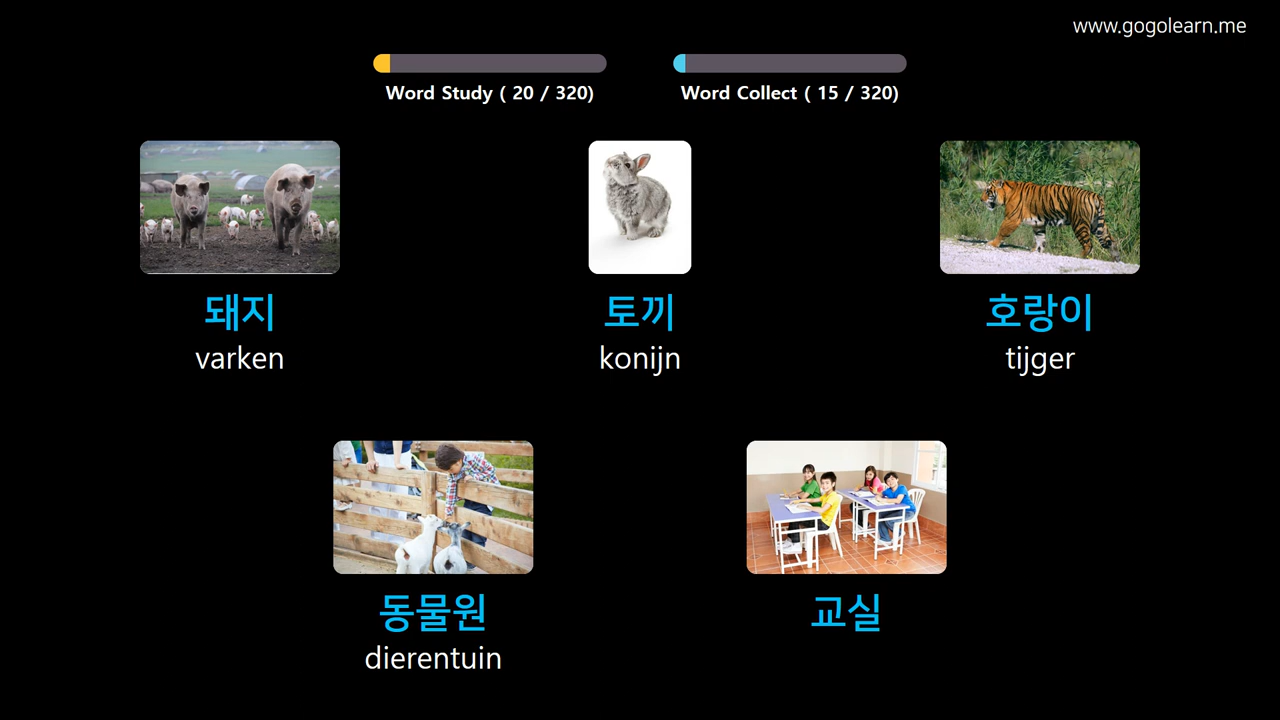 www.gogolearn.me
Word Study ( 20 / 320)
Word Collect ( 15 / 320)
돼지
varken
토끼
konijn
호랑이
tijger
동물원
dierentuin
교실